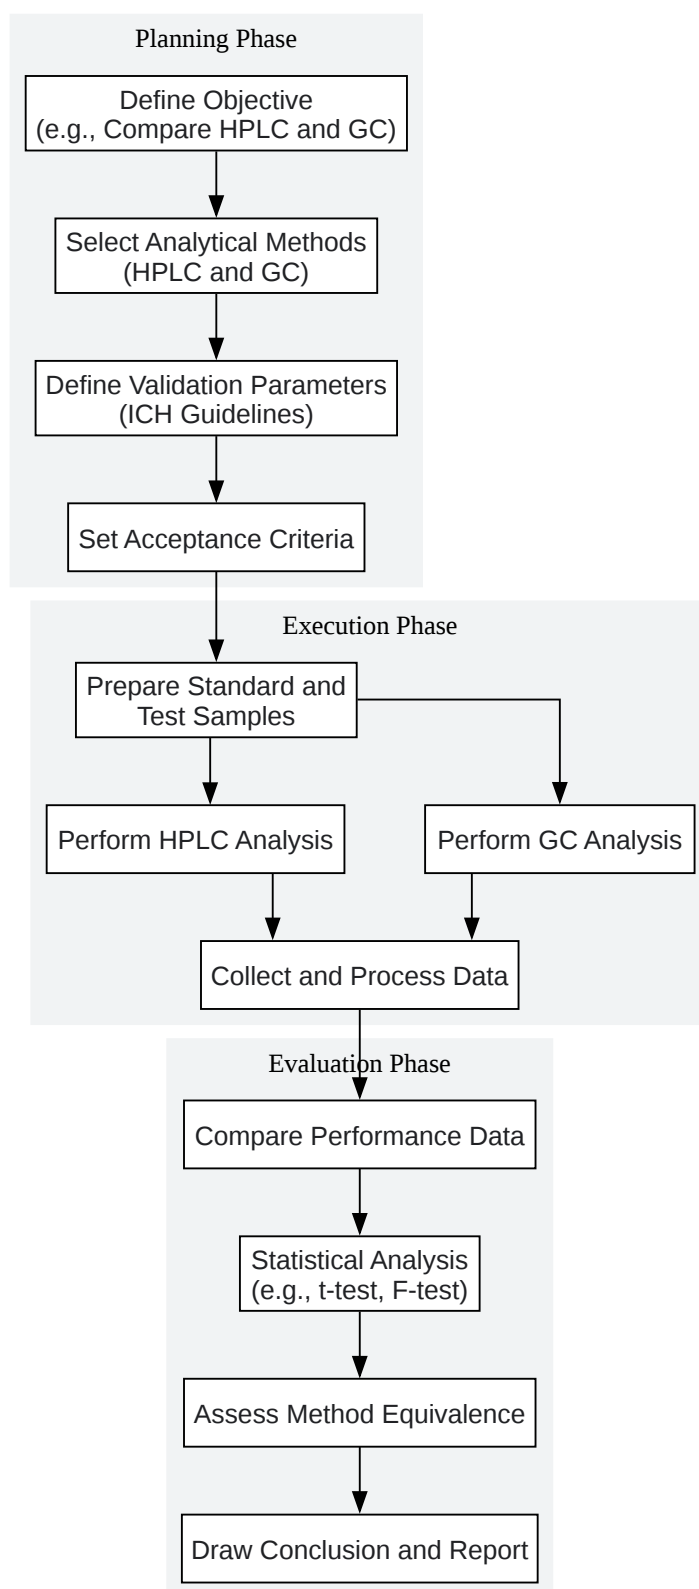 Planning Phase
Define Objective
(e.g., Compare HPLC and GC)
Select Analytical Methods
(HPLC and GC)
Define Validation Parameters
(ICH Guidelines)
Set Acceptance Criteria
Execution Phase
Prepare Standard and
Test Samples
Perform HPLC Analysis
Perform GC Analysis
Collect and Process Data
Evaluation Phase
Compare Performance Data
Statistical Analysis
(e.g., t-test, F-test)
Assess Method Equivalence
Draw Conclusion and Report